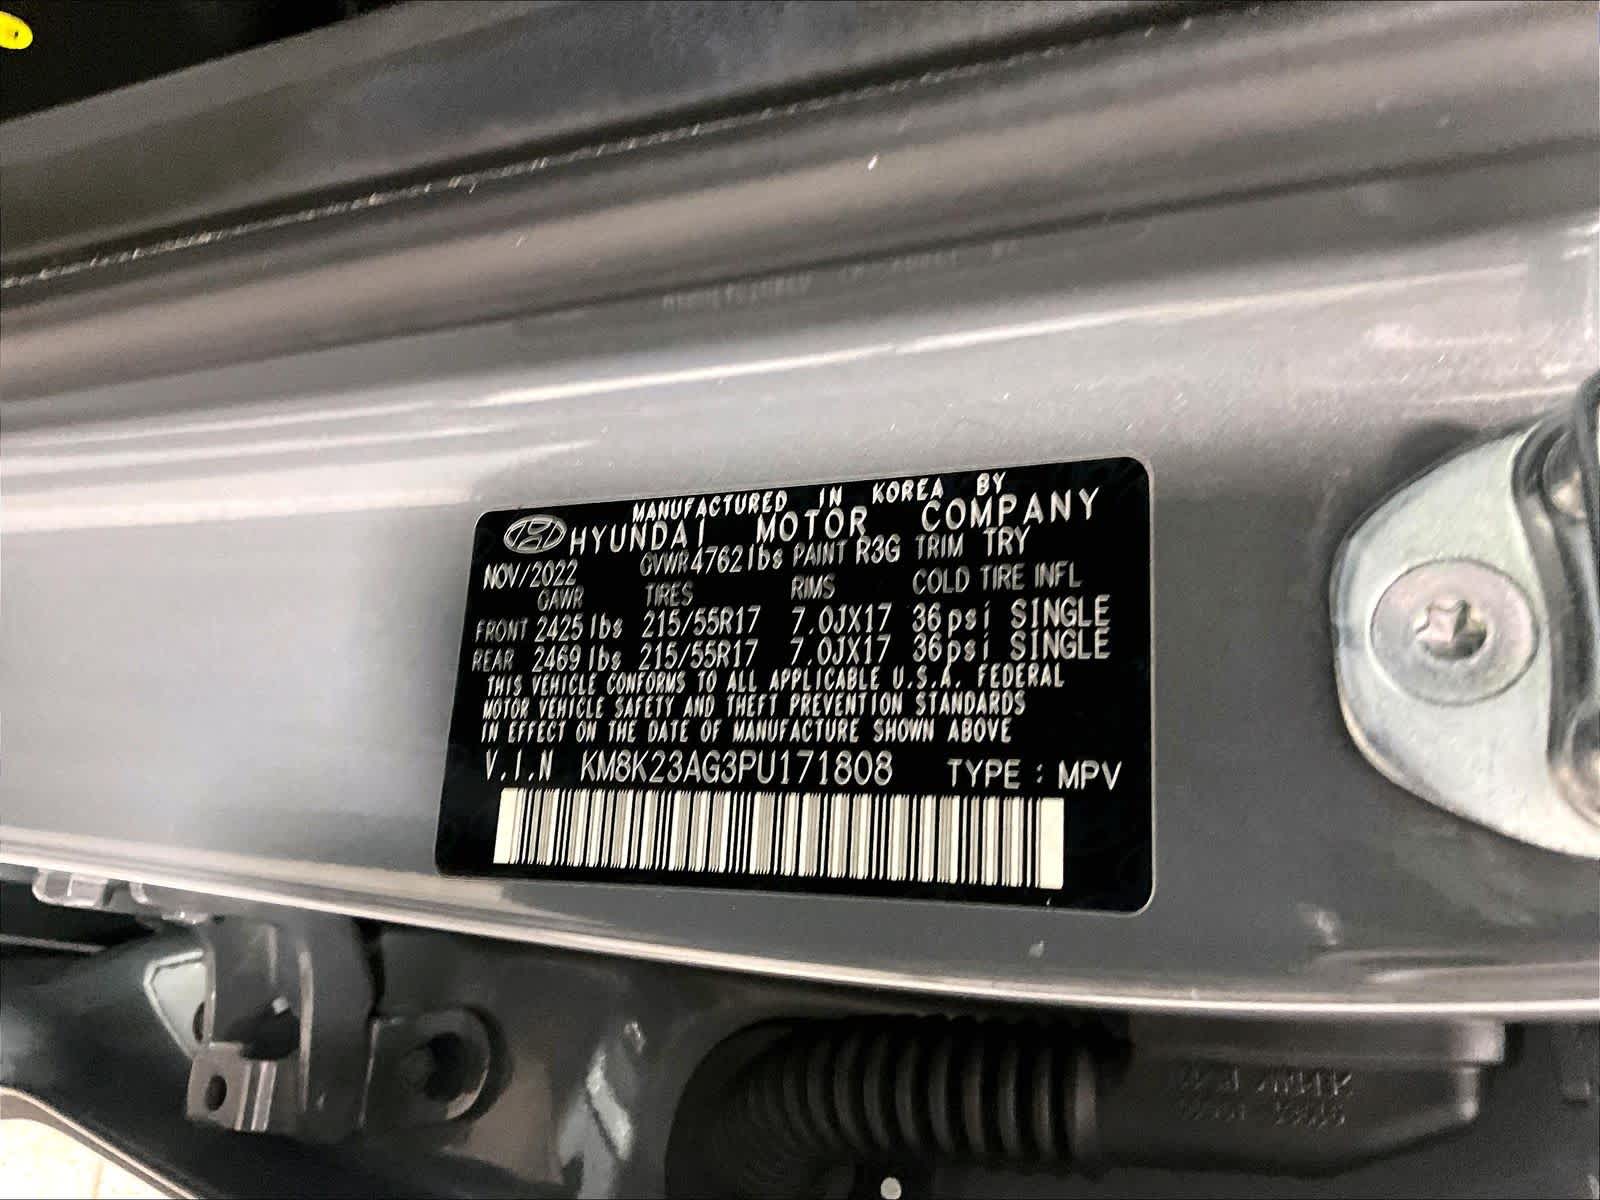 MANUFACTURED IN KOREA BY
HYUNDAI MOTOR COMPANY
NOV/2022 GVWR 4762lbs PAINT R3G TRIM TRY
GAWR TIRES RIMS COLD TIRE INFL
FRONT 2425lbs 215/55R17 7.0JX17 36psi SINGLE
REAR 2469lbs 215/55R17 7.0JX17 36psi SINGLE
THIS VEHICLE CONFORMS TO ALL APPLICABLE U.S.A. FEDERAL
MOTOR VEHICLE SAFETY AND THEFT PREVENTION STANDARDS
IN EFFECT ON THE DATE OF MANUFACTURE SHOWN ABOVE
V.I.N KM8K23AG3PU171808 TYPE : MPV